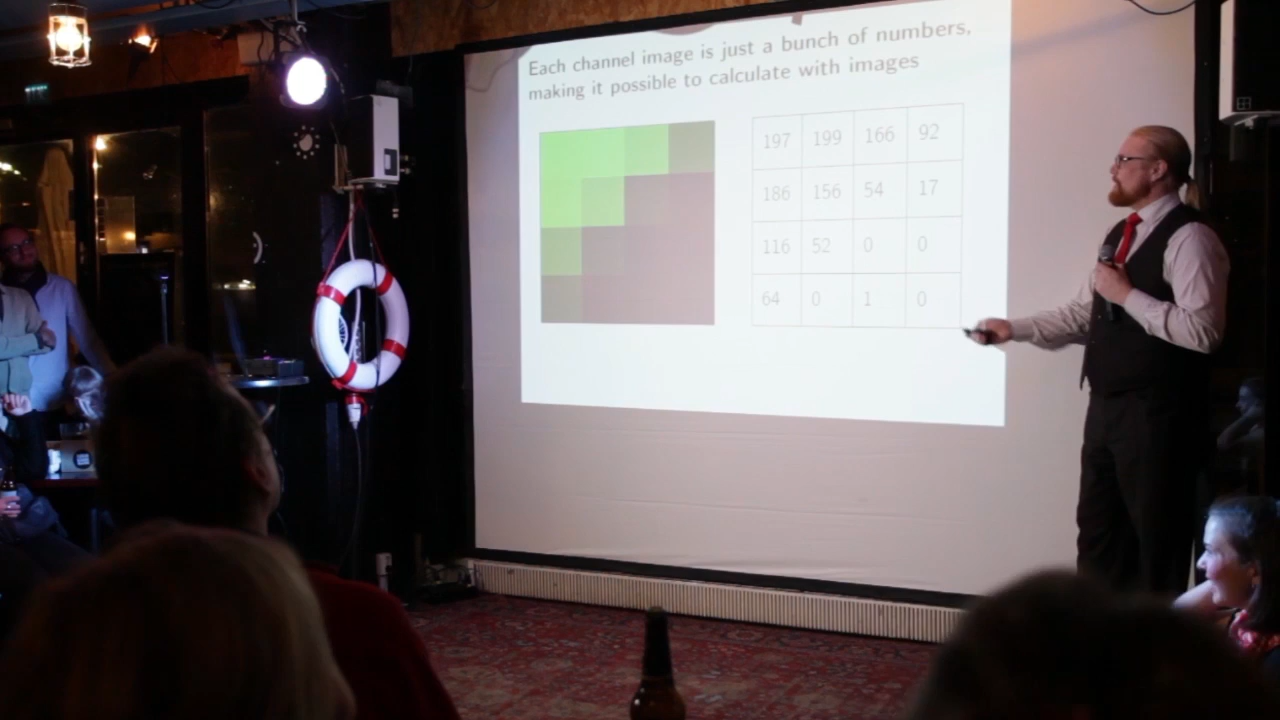 Each channel image is just a bunch of numbers,
making it possible to calculate with images
197 199 166 92
186 156 54 17
116 52 0 0
64 0 1 0